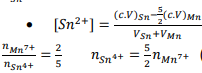 • [Sn²⁺] = ((c.V)Sn − 5/2 (c.V)Mn) / (VSn + VMn)
nMn⁷⁺ / nSn⁴⁺ = 2/5    nSn⁴⁺ = 5/2 nMn⁷⁺ (